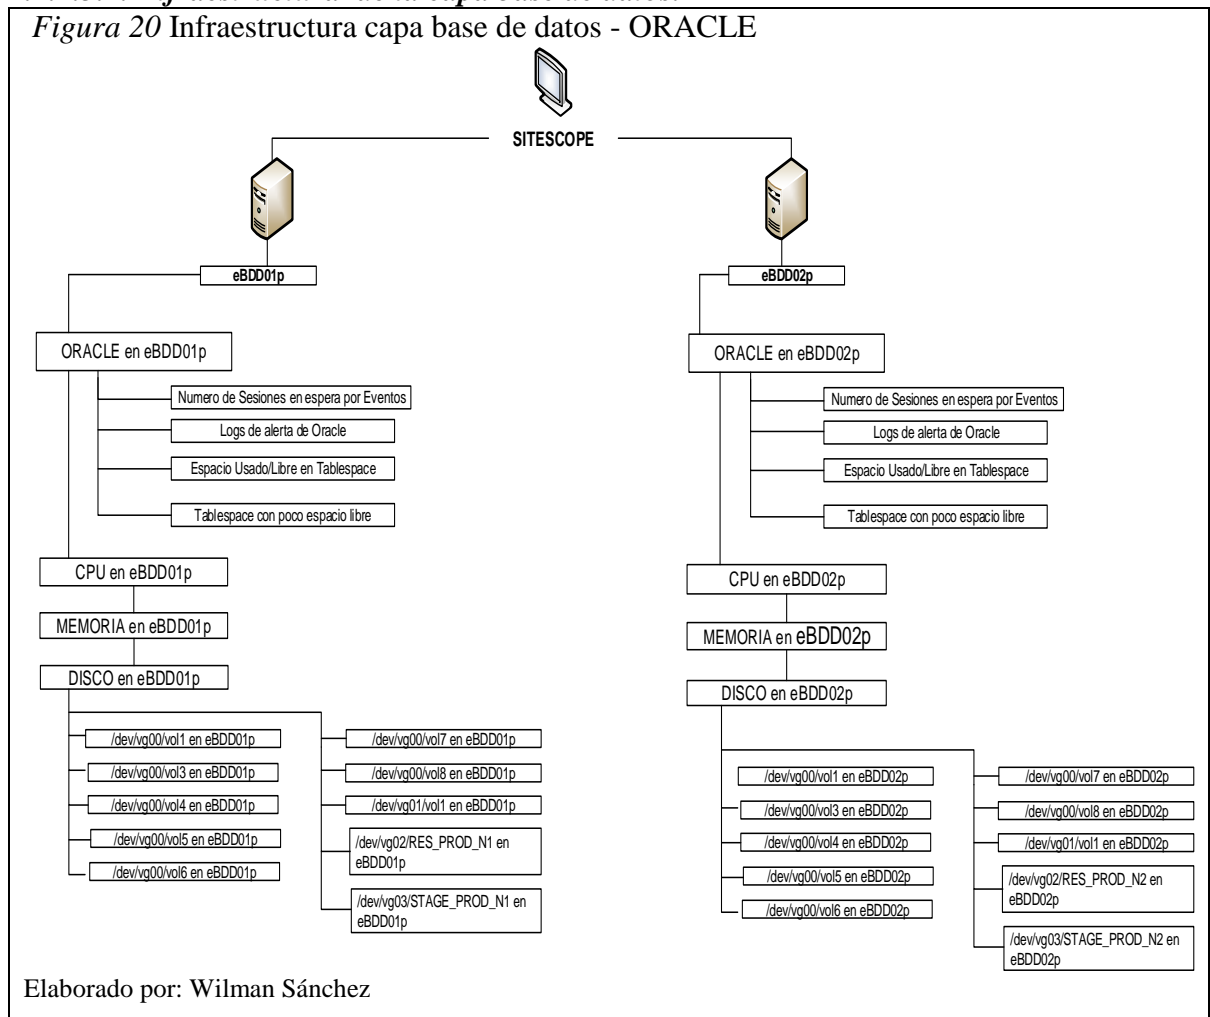 Figura 20 Infraestructura capa base de datos - ORACLE
SITESCOPE
eBDD01p
ORACLE en eBDD01p
Numero de Sesiones en espera por Eventos
Logs de alerta de Oracle
Espacio Usado/Libre en Tablespace
Tablespace con poco espacio libre
CPU en eBDD01p
MEMORIA en eBDD01p
DISCO en eBDD01p
/dev/vg00/vol1 en eBDD01p
/dev/vg00/vol3 en eBDD01p
/dev/vg00/vol4 en eBDD01p
/dev/vg00/vol5 en eBDD01p
/dev/vg00/vol6 en eBDD01p
/dev/vg00/vol7 en eBDD01p
/dev/vg00/vol8 en eBDD01p
/dev/vg01/vol1 en eBDD01p
/dev/vg02/RES_PROD_N1 en
eBDD01p
/dev/vg03/STAGE_PROD_N1 en
eBDD01p
eBDD02p
ORACLE en eBDD02p
Numero de Sesiones en espera por Eventos
Logs de alerta de Oracle
Espacio Usado/Libre en Tablespace
Tablespace con poco espacio libre
CPU en eBDD02p
MEMORIA en eBDD02p
DISCO en eBDD02p
/dev/vg00/vol1 en eBDD02p
/dev/vg00/vol3 en eBDD02p
/dev/vg00/vol4 en eBDD02p
/dev/vg00/vol5 en eBDD02p
/dev/vg00/vol6 en eBDD02p
/dev/vg00/vol7 en eBDD02p
/dev/vg00/vol8 en eBDD02p
/dev/vg01/vol1 en eBDD02p
/dev/vg02/RES_PROD_N2 en
eBDD02p
/dev/vg03/STAGE_PROD_N2 en
eBDD02p
Elaborado por: Wilman Sánchez